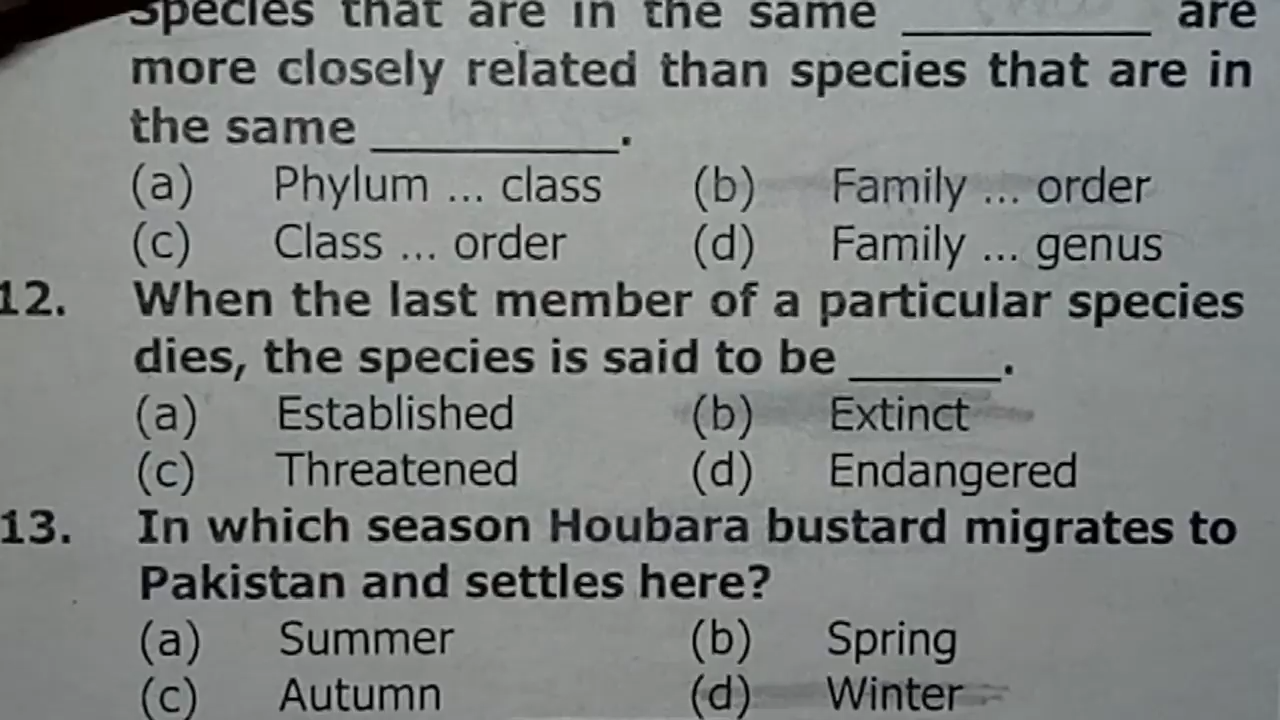 Species that are in the same __________ are
more closely related than species that are in
the same __________.
(a) Phylum ... class (b) Family ... order
(c) Class ... order (d) Family ... genus
12. When the last member of a particular species
dies, the species is said to be ______.
(a) Established (b) Extinct
(c) Threatened (d) Endangered
13. In which season Houbara bustard migrates to
Pakistan and settles here?
(a) Summer (b) Spring
(c) Autumn (d) Winter